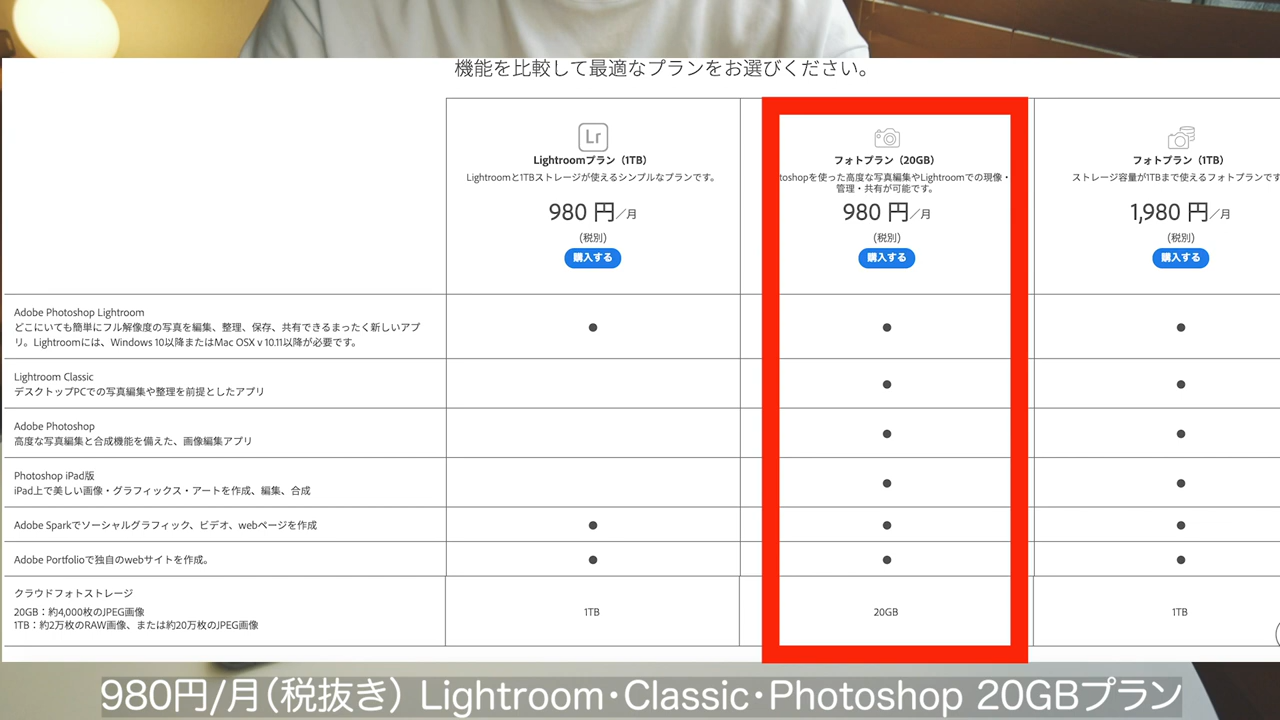 機能を比較して最適なプランをお選びください。
Lr
Lightroomプラン（1TB）
Lightroomと1TBストレージが使えるシンプルなプランです。
980 円／月
（税別）
購入する
フォトプラン（20GB）
toshopを使った高度な写真編集やLightroomでの現像・
管理・共有が可能です。
980 円／月
（税別）
購入する
フォトプラン（1TB）
ストレージ容量が1TBまで使えるフォトプランです
1,980 円／月
（税別）
購入する
Adobe Photoshop Lightroom
どこにいても簡単にフル解像度の写真を編集、整理、保存、共有できるまったく新しいアプ
リ。Lightroomには、Windows 10以降またはMac OSX v 10.11以降が必要です。
Lightroom Classic
デスクトップPCでの写真編集や整理を前提としたアプリ
Adobe Photoshop
高度な写真編集と合成機能を備えた、画像編集アプリ
Photoshop iPad版
iPad上で美しい画像・グラフィックス・アートを作成、編集、合成
Adobe Sparkでソーシャルグラフィック、ビデオ、webページを作成
Adobe Portfolioで独自のwebサイトを作成。
クラウドフォトストレージ
20GB：約4,000枚のJPEG画像
1TB：約2万枚のRAW画像、または約20万枚のJPEG画像
1TB
20GB
1TB
980円/月（税抜き） Lightroom・Classic・Photoshop 20GBプラン